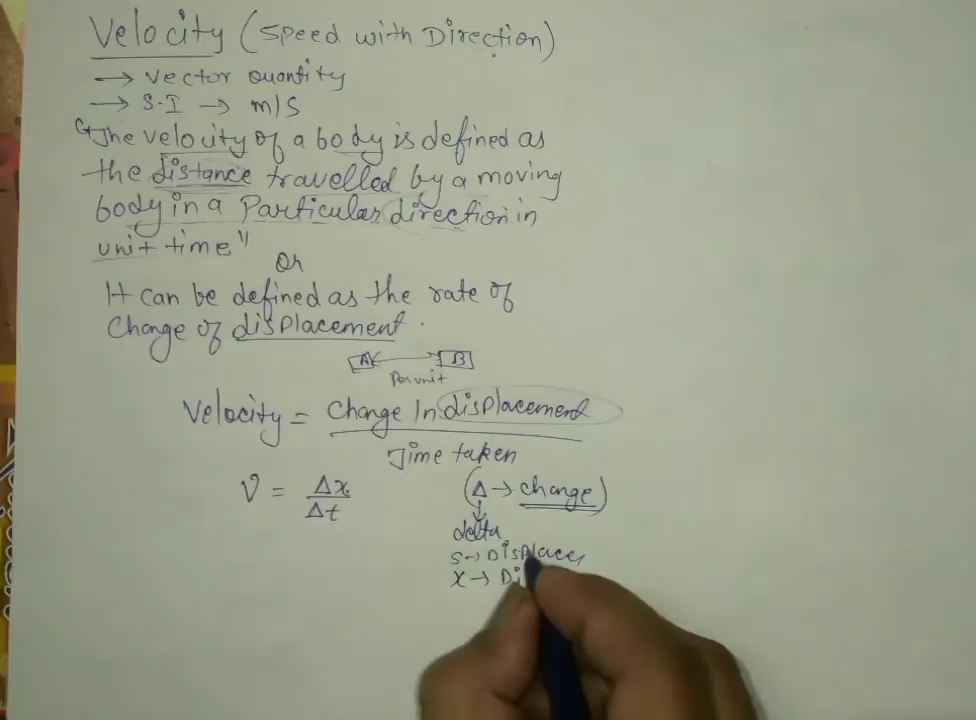 Velocity (Speed with Direction)
→ Vector quantity
→ S.I → m/s
"The velocity of a body is defined as
the distance travelled by a moving
body in a Particular direction in
unit time"
or
It can be defined as the rate of
Change of displacement.
A B
Per unit
Velocity = Change In displacement
Time taken
V = Δx / Δt (Δ → change)
delta
S → Displace
x → Di